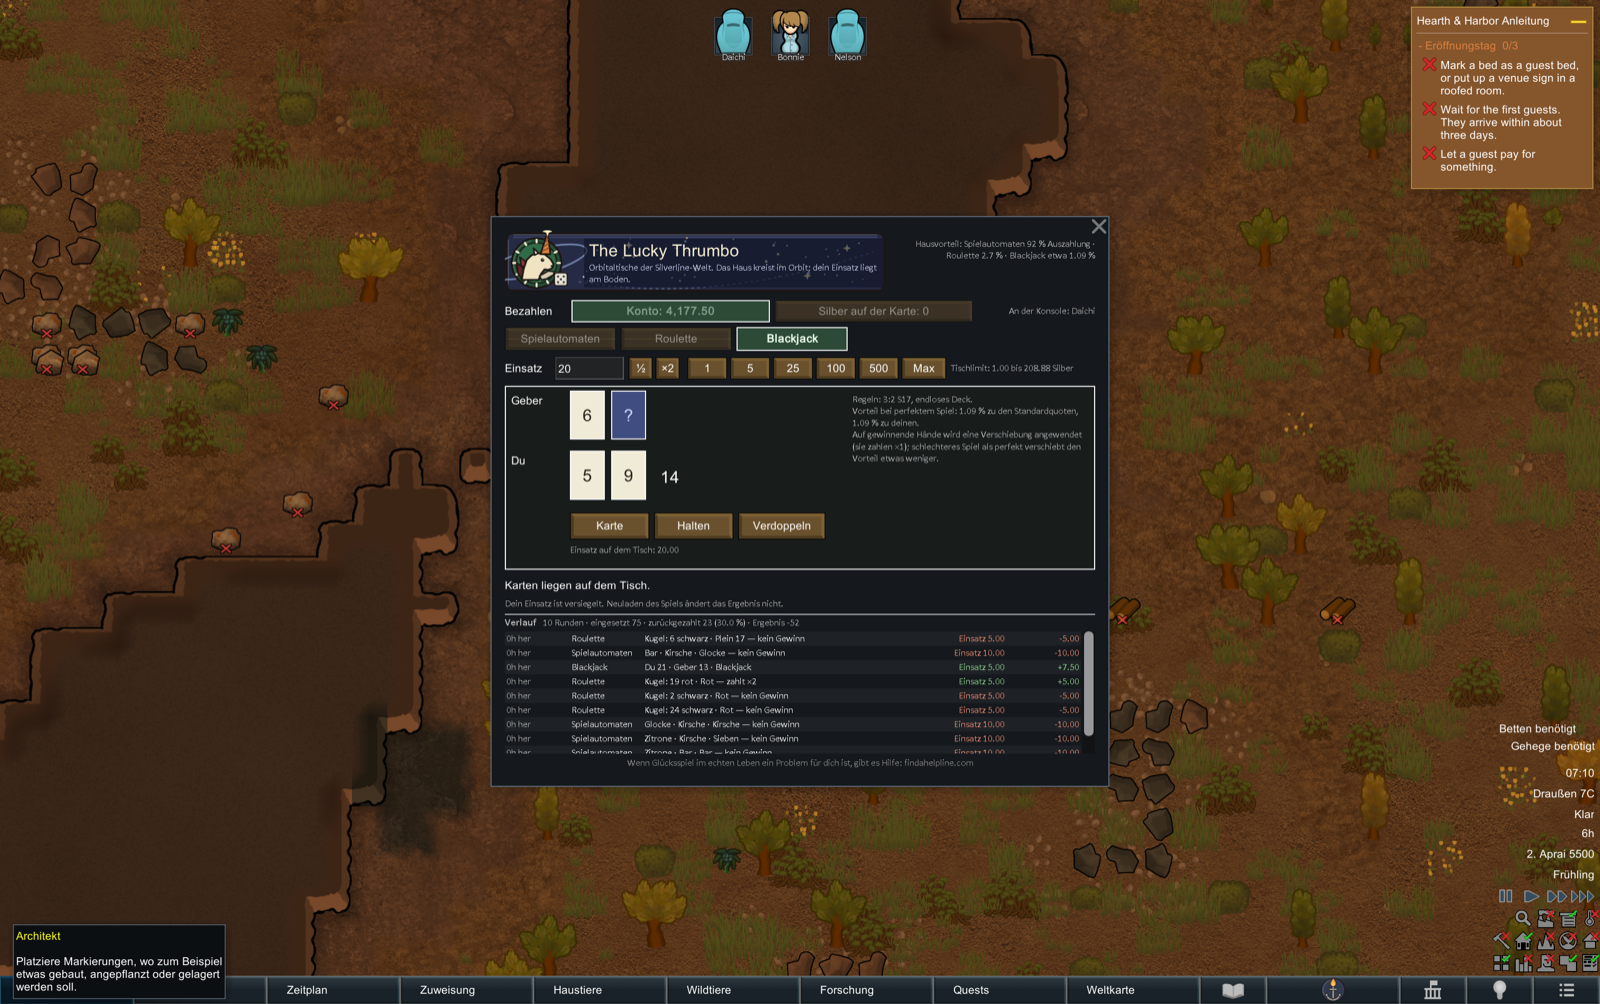 Daichi
Bonnie
Nelson
Hearth & Harbor Anleitung
- Eröffnungstag 0/3
Mark a bed as a guest bed,
or put up a venue sign in a
roofed room.
Wait for the first guests.
They arrive within about
three days.
Let a guest pay for
something.
The Lucky Thrumbo
Orbitaltische der Silverline-Welt. Das Haus kreist im Orbit; dein Einsatz liegt
am Boden.
Hausvorteil: Spielautomaten 92 % Auszahlung ·
Roulette 2.7 % · Blackjack etwa 1.09 %
Bezahlen
Konto: 4,177.50
Silber auf der Karte: 0
An der Konsole: Daichi
Spielautomaten
Roulette
Blackjack
Einsatz
20
½
×2
1
5
25
100
500
Max
Tischlimit: 1.00 bis 208.88 Silber
Geber
6
?
Regeln: 3:2 S17, endloses Deck.
Vorteil bei perfektem Spiel: 1.09 % zu den Standardquoten,
1.09 % zu deinen.
Auf gewinnende Hände wird eine Verschiebung angewendet
(sie zahlen ×1); schlechteres Spiel als perfekt verschiebt den
Vorteil etwas weniger.
Du
5
9
14
Karte
Halten
Verdoppeln
Einsatz auf dem Tisch: 20.00
Karten liegen auf dem Tisch.
Dein Einsatz ist versiegelt. Neuladen des Spiels ändert das Ergebnis nicht.
Verlauf 10 Runden · eingesetzt 75 · zurückgezahlt 23 (30.0 %) · Ergebnis -52
0h her Roulette Kugel: 6 schwarz · Plein 17 — kein Gewinn Einsatz 5.00 -5.00
0h her Spielautomaten Bar · Kirsche · Glocke — kein Gewinn Einsatz 10.00 -10.00
0h her Blackjack Du 21 · Geber 13 · Blackjack Einsatz 5.00 +7.50
0h her Roulette Kugel: 19 rot · Rot — zahlt ×2 Einsatz 5.00 +5.00
0h her Roulette Kugel: 2 schwarz · Rot — kein Gewinn Einsatz 5.00 -5.00
0h her Roulette Kugel: 24 schwarz · Rot — kein Gewinn Einsatz 5.00 -5.00
0h her Spielautomaten Glocke · Kirsche · Kirsche — kein Gewinn Einsatz 10.00 -10.00
0h her Spielautomaten Zitrone · Kirsche · Sieben — kein Gewinn Einsatz 10.00 -10.00
0h her Spielautomaten Zitrone · Bar · Bar — kein Gewinn Einsatz 10.00 -10.00
Wenn Glücksspiel im echten Leben ein Problem für dich ist, gibt es Hilfe: findahelpline.com
Betten benötigt
Gehege benötigt
07:10
Draußen 7C
Klar
6h
2. Aprai 5500
Frühling
Architekt
Platziere Markierungen, wo zum Beispiel
etwas gebaut, angepflanzt oder gelagert
werden soll.
Zeitplan
Zuweisung
Haustiere
Wildtiere
Forschung
Quests
Weltkarte